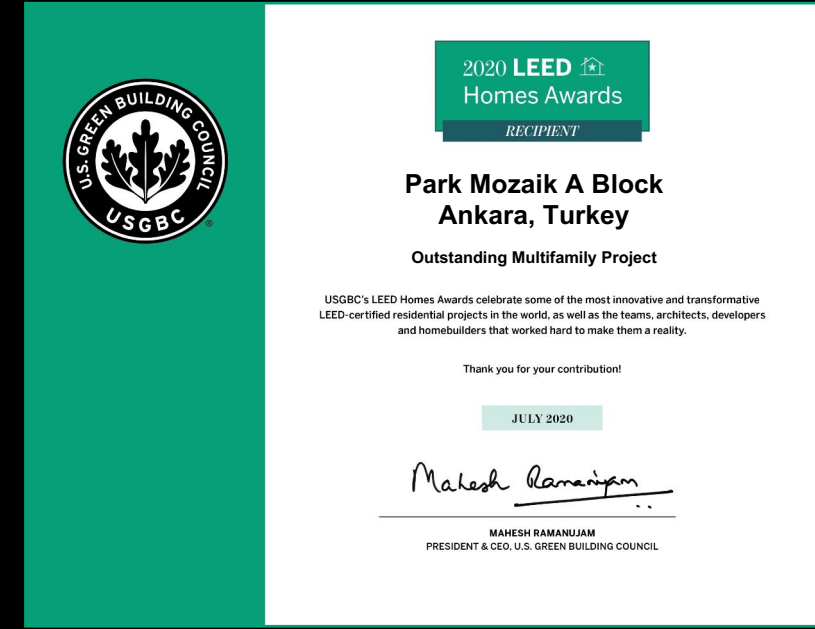 U.S. GREEN BUILDING COUNCIL
USGBC
®
2020 LEED
Homes Awards
RECIPIENT
Park Mozaik A Block
Ankara, Turkey
Outstanding Multifamily Project
USGBC's LEED Homes Awards celebrate some of the most innovative and transformative
LEED-certified residential projects in the world, as well as the teams, architects, developers
and homebuilders that worked hard to make them a reality.
Thank you for your contribution!
JULY 2020
Mahesh Ramanujam
MAHESH RAMANUJAM
PRESIDENT & CEO, U.S. GREEN BUILDING COUNCIL